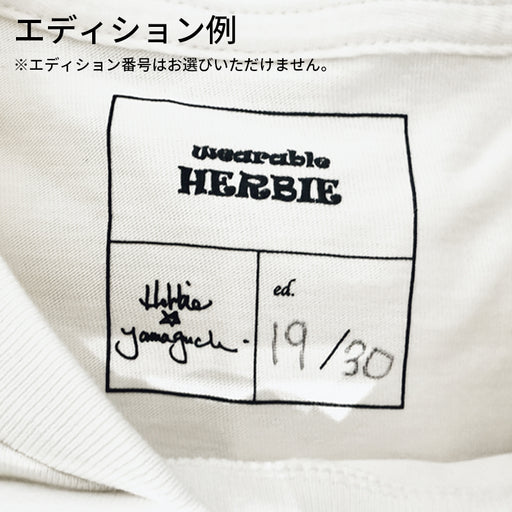 エディション例
※エディション番号はお選びいただけません。
wearable
HERBIE
Herbie
yamaguchi
ed.
19/30